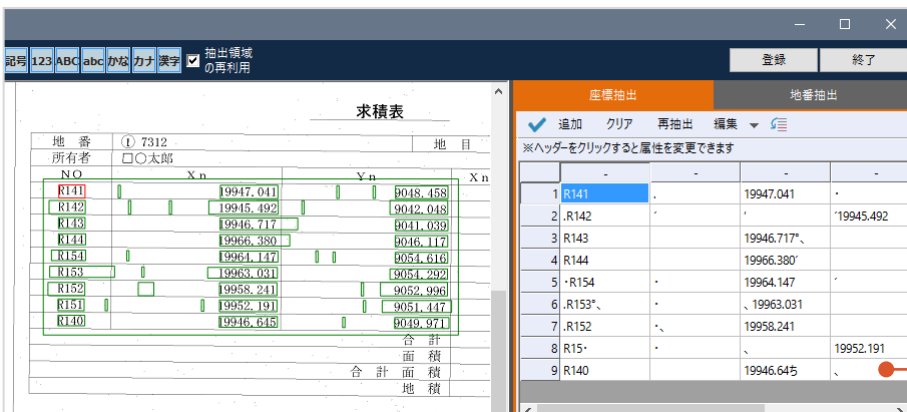 記号 123 ABC abc かな カナ 漢字 抽出領域
の再利用
登録 終了
求積表
地 番 ① 7312 地 目
所有者 口〇太郎
NO Xn Yn Xn
R141 19947.041 9048.458
R142 19945.492 9042.048
R143 19946.717 9041.039
R144 19966.380 9046.117
R154 19964.147 9054.616
R153 19963.031 9054.292
R152 19958.241 9052.996
R151 19952.191 9051.447
R140 19946.645 9049.971
合 計
面 積
合 計 面 積
地 積
座標抽出 地番抽出
追加 クリア 再抽出 編集
※ヘッダーをクリックすると属性を変更できます
- - - -
1 R141 . 19947.041 ・
2 .R142 ′ ′ ′19945.492
3 R143 19946.717°、
4 R144 19966.380′
5 ・R154 ・ 19964.147 ′
6 .R153°、 ・ 、19963.031
7 .R152 ・、 19958.241
8 R15・ ・ 、 19952.191
9 R140 19946.64ち 、